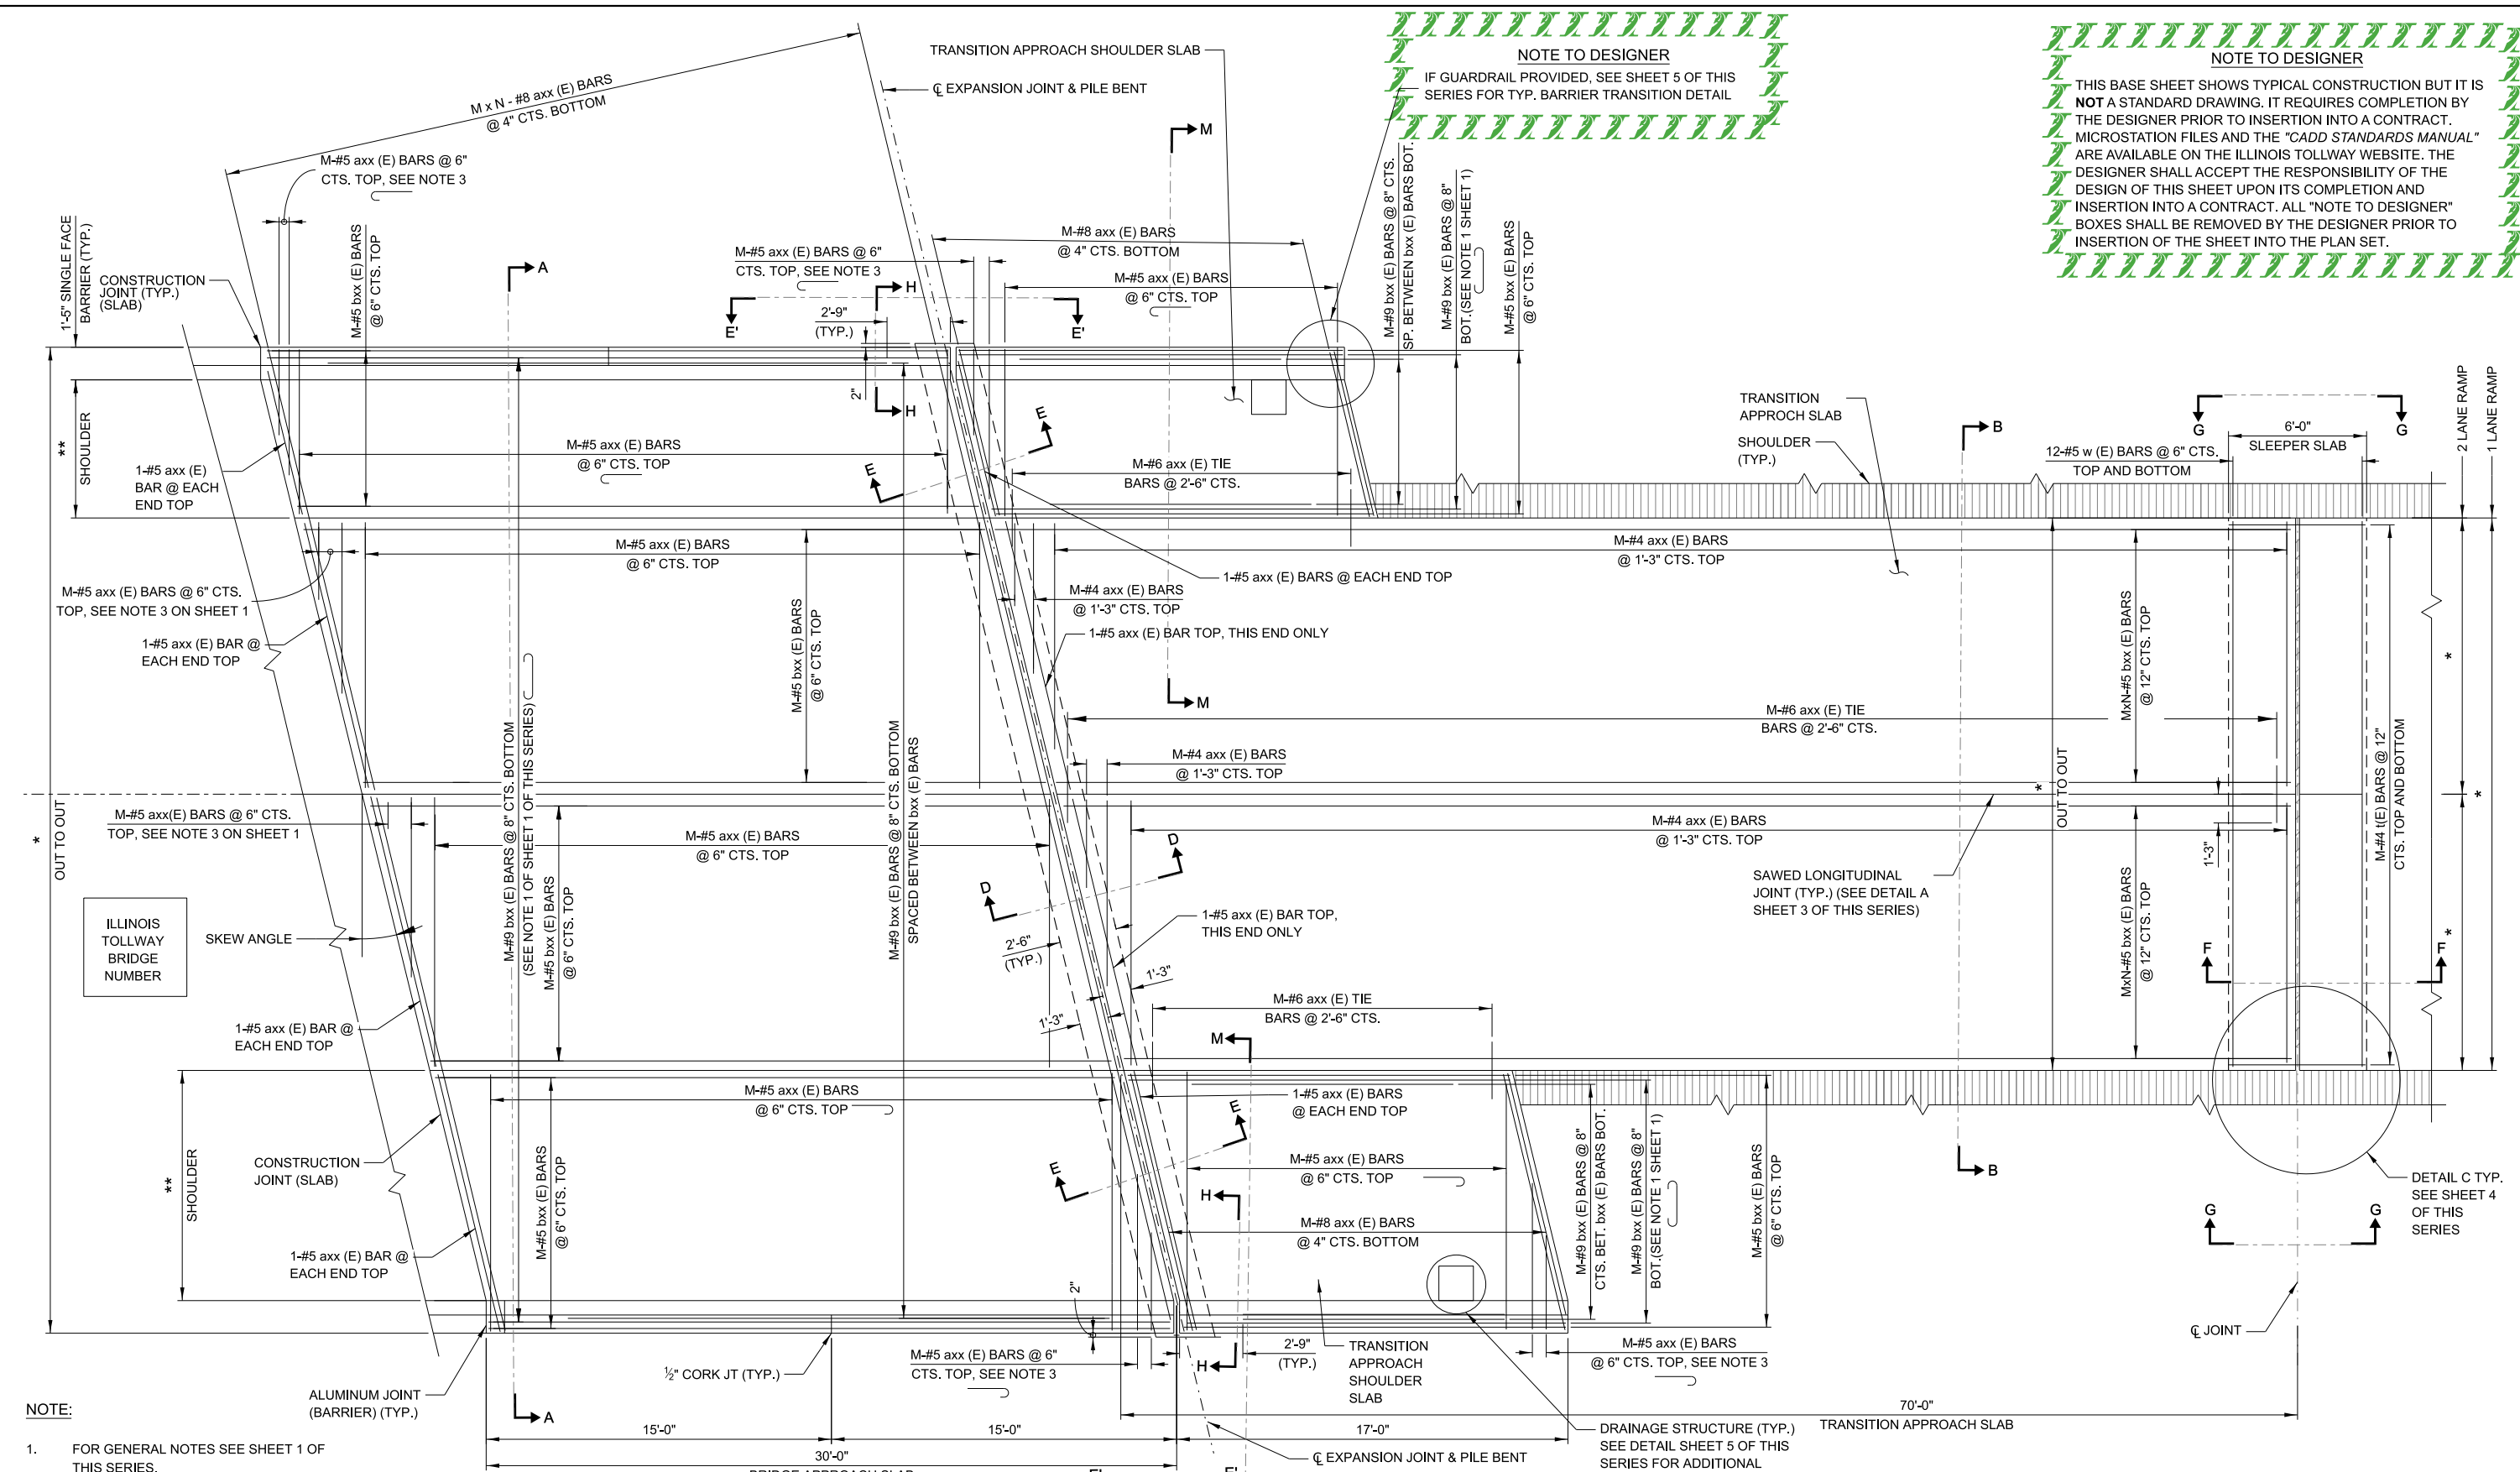 TRANSITION APPROACH SHOULDER SLAB
℄ EXPANSION JOINT & PILE BENT
NOTE TO DESIGNER
IF GUARDRAIL PROVIDED, SEE SHEET 5 OF THIS
SERIES FOR TYP. BARRIER TRANSITION DETAIL
NOTE TO DESIGNER
THIS BASE SHEET SHOWS TYPICAL CONSTRUCTION BUT IT IS
NOT A STANDARD DRAWING. IT REQUIRES COMPLETION BY
THE DESIGNER PRIOR TO INSERTION INTO A CONTRACT.
MICROSTATION FILES AND THE "CADD STANDARDS MANUAL"
ARE AVAILABLE ON THE ILLINOIS TOLLWAY WEBSITE. THE
DESIGNER SHALL ACCEPT THE RESPONSIBILITY OF THE
DESIGN OF THIS SHEET UPON ITS COMPLETION AND
INSERTION INTO A CONTRACT. ALL "NOTE TO DESIGNER"
BOXES SHALL BE REMOVED BY THE DESIGNER PRIOR TO
INSERTION OF THE SHEET INTO THE PLAN SET.
M x N - #8 axx (E) BARS
@ 4" CTS. BOTTOM
M
M-#5 axx (E) BARS @ 6"
CTS. TOP, SEE NOTE 3
1'-5" SINGLE FACE
BARRIER (TYP.)
CONSTRUCTION
JOINT (TYP.)
(SLAB)
M-#5 bxx (E) BARS
@ 6" CTS. TOP
A
M-#5 axx (E) BARS @ 6"
CTS. TOP, SEE NOTE 3
M-#8 axx (E) BARS
@ 4" CTS. BOTTOM
M-#5 axx (E) BARS
@ 6" CTS. TOP
H
E'
E'
2'-9"
(TYP.)
M-#9 bxx (E) BARS @ 8" CTS.
SP. BETWEEN bxx (E) BARS BOT.
M-#9 bxx (E) BARS @ 8"
BOT.(SEE NOTE 1 SHEET 1)
M-#5 bxx (E) BARS
@ 6" CTS. TOP
2"
H
**
SHOULDER
1-#5 axx (E)
BAR @ EACH
END TOP
M-#5 axx (E) BARS
@ 6" CTS. TOP
E
E
M-#6 axx (E) TIE
BARS @ 2'-6" CTS.
TRANSITION
APPROCH SLAB
SHOULDER
(TYP.)
B
G
G
6'-0"
SLEEPER SLAB
12-#5 w (E) BARS @ 6" CTS.
TOP AND BOTTOM
2 LANE RAMP
1 LANE RAMP
M-#5 axx (E) BARS
@ 6" CTS. TOP
M-#4 axx (E) BARS
@ 1'-3" CTS. TOP
M-#5 axx (E) BARS @ 6" CTS.
TOP, SEE NOTE 3 ON SHEET 1
1-#5 axx (E) BARS @ EACH END TOP
M-#4 axx (E) BARS
@ 1'-3" CTS. TOP
1-#5 axx (E) BAR @
EACH END TOP
1-#5 axx (E) BAR TOP, THIS END ONLY
M-#5 bxx (E) BARS
@ 6" CTS. TOP
MxN-#5 bxx (E) BARS
@ 12" CTS. TOP
*
M
M-#6 axx (E) TIE
BARS @ 2'-6" CTS.
M-#4 axx (E) BARS
@ 1'-3" CTS. TOP
M-#9 bxx (E) BARS @ 8" CTS. BOTTOM
(SEE NOTE 1 OF SHEET 1 OF THIS SERIES)
M-#9 bxx (E) BARS @ 8" CTS. BOTTOM
SPACED BETWEEN bxx (E) BARS
*
OUT TO OUT
M-#4 t(E) BARS @ 12"
CTS. TOP AND BOTTOM
*
*
OUT TO OUT
M-#5 axx(E) BARS @ 6" CTS.
TOP, SEE NOTE 3 ON SHEET 1
M-#5 axx (E) BARS
@ 6" CTS. TOP
M-#4 axx (E) BARS
@ 1'-3" CTS. TOP
1'-3"
SAWED LONGITUDINAL
JOINT (TYP.) (SEE DETAIL A
SHEET 3 OF THIS SERIES)
D
D
ILLINOIS
TOLLWAY
BRIDGE
NUMBER
SKEW ANGLE
M-#5 bxx (E) BARS
@ 6" CTS. TOP
1-#5 axx (E) BAR TOP,
THIS END ONLY
2'-6"
(TYP.)
1'-3"
1'-3"
MxN-#5 bxx (E) BARS
@ 12" CTS. TOP
*
F
F
1-#5 axx (E) BAR @
EACH END TOP
M-#6 axx (E) TIE
BARS @ 2'-6" CTS.
M
M-#5 axx (E) BARS
@ 6" CTS. TOP
1-#5 axx (E) BARS
@ EACH END TOP
E
E
**
SHOULDER
CONSTRUCTION
JOINT (SLAB)
M-#5 bxx (E) BARS
@ 6" CTS. TOP
M-#5 axx (E) BARS
@ 6" CTS. TOP
H
M-#8 axx (E) BARS
@ 4" CTS. BOTTOM
M-#9 bxx (E) BARS @ 8"
CTS. BET. bxx (E) BARS BOT.
M-#9 bxx (E) BARS @ 8"
BOT.(SEE NOTE 1 SHEET 1)
M-#5 bxx (E) BARS
@ 6" CTS. TOP
B
DETAIL C TYP.
SEE SHEET 4
OF THIS
SERIES
G
G
1-#5 axx (E) BAR @
EACH END TOP
2"
℄ JOINT
½" CORK JT (TYP.)
M-#5 axx (E) BARS @ 6"
CTS. TOP, SEE NOTE 3
H
2'-9"
(TYP.)
TRANSITION
APPROACH
SHOULDER
SLAB
M-#5 axx (E) BARS
@ 6" CTS. TOP, SEE NOTE 3
ALUMINUM JOINT
(BARRIER) (TYP.)
A
NOTE:
1. FOR GENERAL NOTES SEE SHEET 1 OF
THIS SERIES.
15'-0"
15'-0"
17'-0"
70'-0"
TRANSITION APPROACH SLAB
30'-0"
BRIDGE APPROACH SLAB
℄ EXPANSION JOINT & PILE BENT
DRAINAGE STRUCTURE (TYP.)
SEE DETAIL SHEET 5 OF THIS
SERIES FOR ADDITIONAL
E'
E'